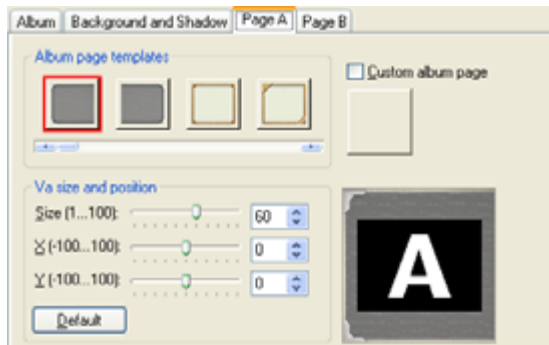 Album Background and Shadow Page A Page B
Album page templates
Custom album page
Va size and position
Size (1...100): 60
X (-100...100): 0
Y (-100...100): 0
Default
A